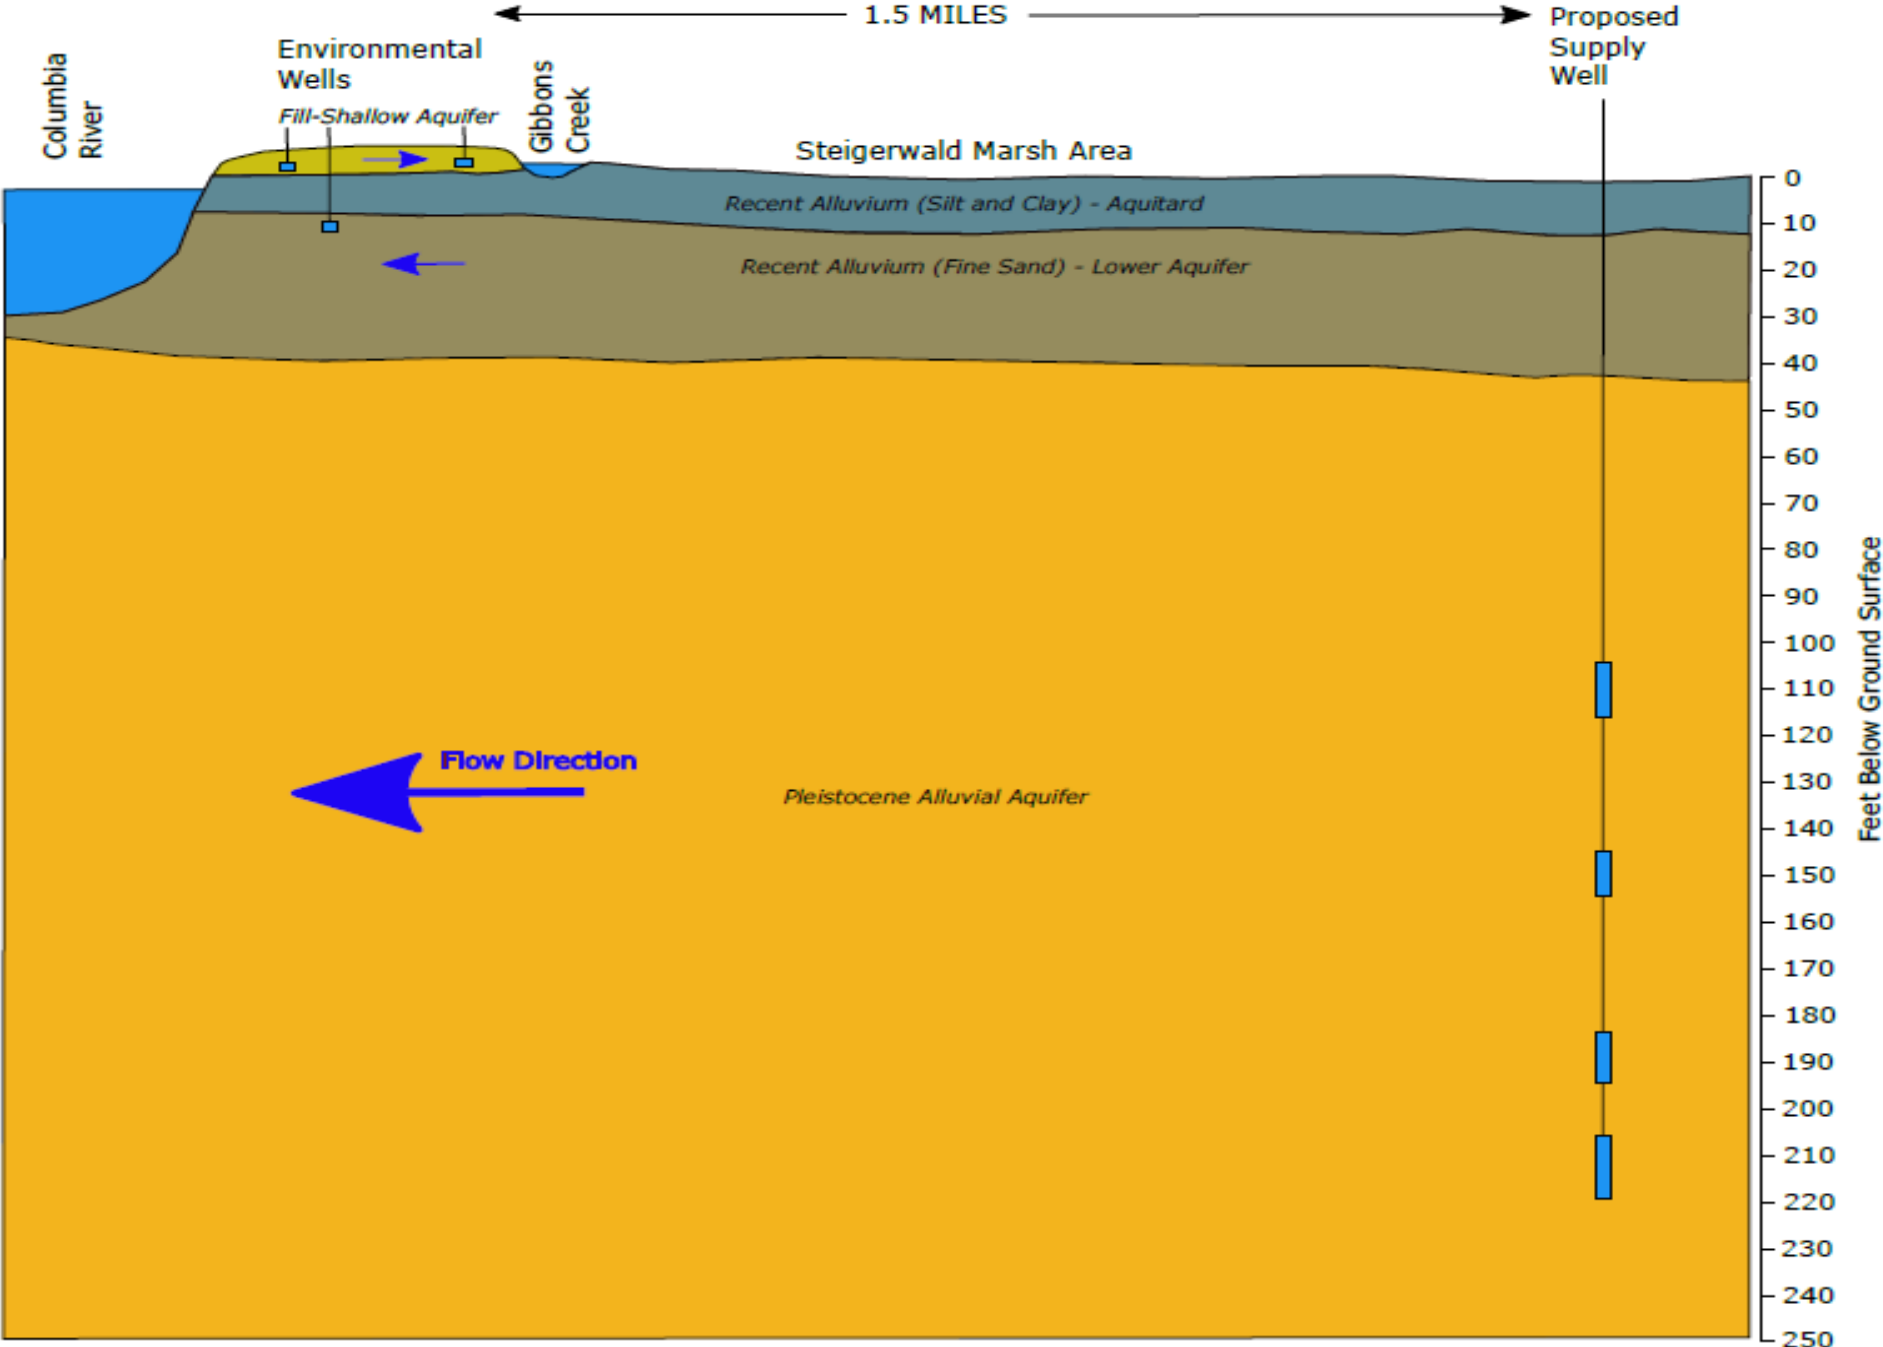 1.5 MILES
Proposed
Supply
Well
Environmental
Wells
Fill-Shallow Aquifer
Columbia
River
Gibbons
Creek
Steigerwald Marsh Area
Recent Alluvium (Silt and Clay) - Aquitard
Recent Alluvium (Fine Sand) - Lower Aquifer
Flow Direction
Pleistocene Alluvial Aquifer
0
10
20
30
40
50
60
70
80
90
100
110
120
130
140
150
160
170
180
190
200
210
220
230
240
250
Feet Below Ground Surface